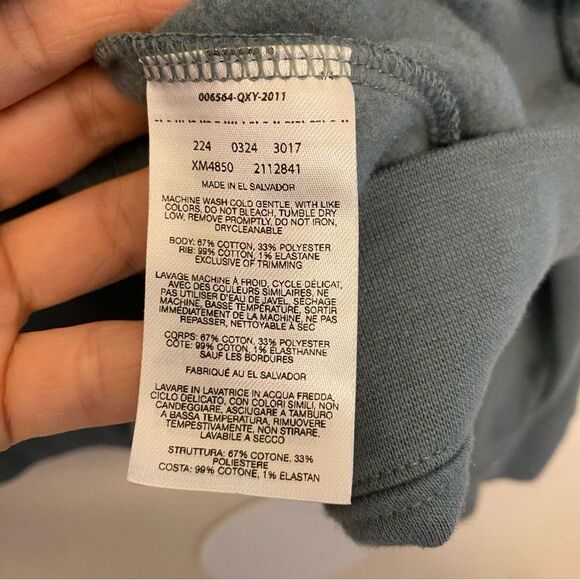 006564-QXY-2011
224 0324 3017
XM4850 2112841
MADE IN EL SALVADOR
MACHINE WASH COLD GENTLE, WITH LIKE
COLORS, DO NOT BLEACH, TUMBLE DRY
LOW, REMOVE PROMPTLY, DO NOT IRON,
DRYCLEANABLE
BODY: 67% COTTON, 33% POLYESTER
RIB: 99% COTTON, 1% ELASTANE
EXCLUSIVE OF TRIMMING
LAVAGE MACHINE À FROID, CYCLE DÉLICAT,
AVEC DES COULEURS SIMILAIRES, NE
PAS UTILISER D'EAU DE JAVEL, SÉCHAGE
MACHINE, BASSE TEMPÉRATURE, SORTIR
IMMÉDIATEMENT DE LA MACHINE, NE PAS
REPASSER, NETTOYABLE À SEC
CORPS: 67% COTON, 33% POLYESTER
CÔTE: 99% COTON, 1% ÉLASTHANNE
SAUF LES BORDURES
FABRIQUÉ AU EL SALVADOR
LAVARE IN LAVATRICE IN ACQUA FREDDA,
CICLO DELICATO, CON COLORI SIMILI, NON
CANDEGGIARE, ASCIUGARE A TAMBURO
A BASSA TEMPERATURA, RIMUOVERE
TEMPESTIVAMENTE, NON STIRARE,
LAVABILE A SECCO
STRUTTURA: 67% COTONE, 33%
POLIESTERE
COSTA: 99% COTONE, 1% ELASTAN